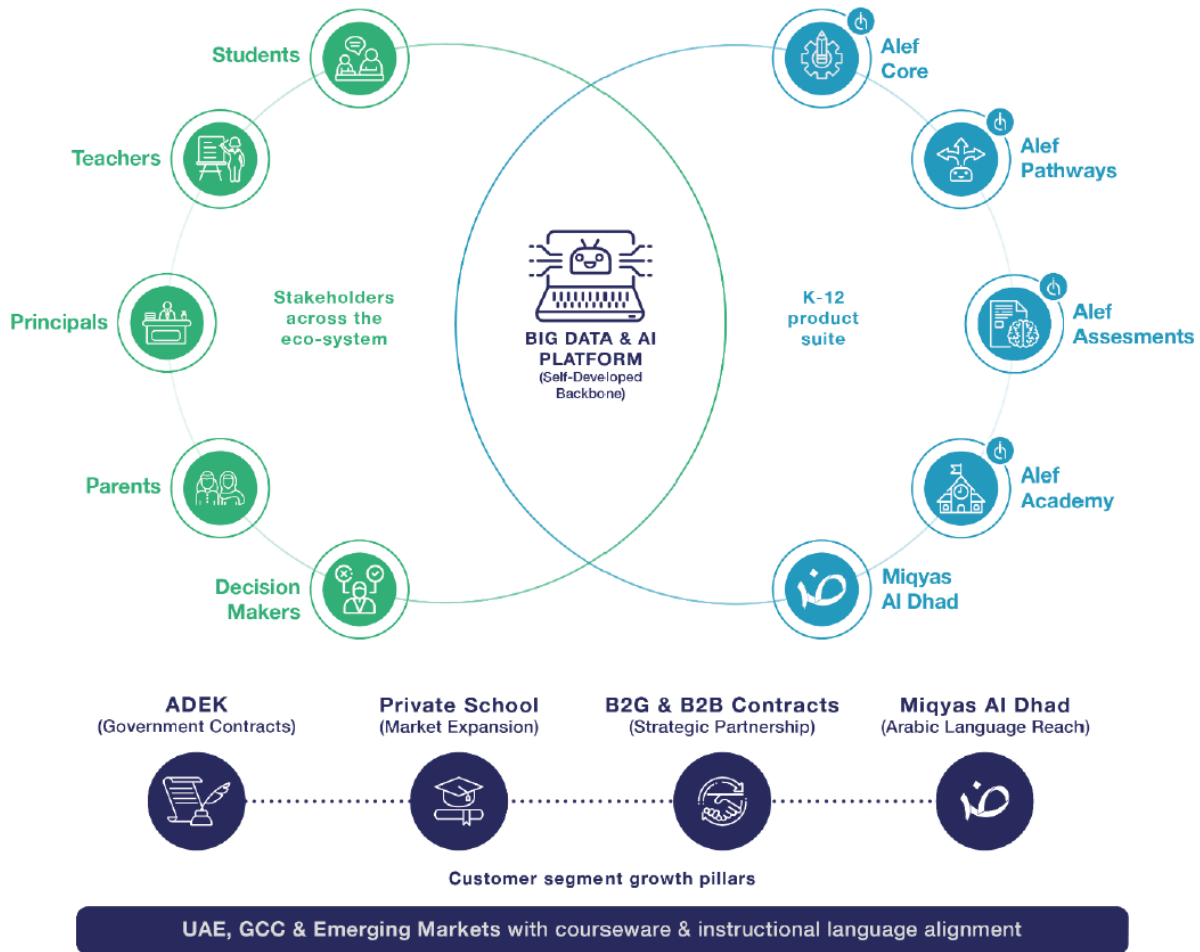 Students
Teachers
Principals
Parents
Decision
Makers
Stakeholders
across the
eco-system
BIG DATA & AI
PLATFORM
(Self-Developed
Backbone)
K-12
product
suite
Alef
Core
Alef
Pathways
Alef
Assesments
Alef
Academy
Miqyas
Al Dhad
ض
ADEK
(Government Contracts)
Private School
(Market Expansion)
B2G & B2B Contracts
(Strategic Partnership)
Miqyas Al Dhad
(Arabic Language Reach)
ض
Customer segment growth pillars
UAE, GCC & Emerging Markets with courseware & instructional language alignment